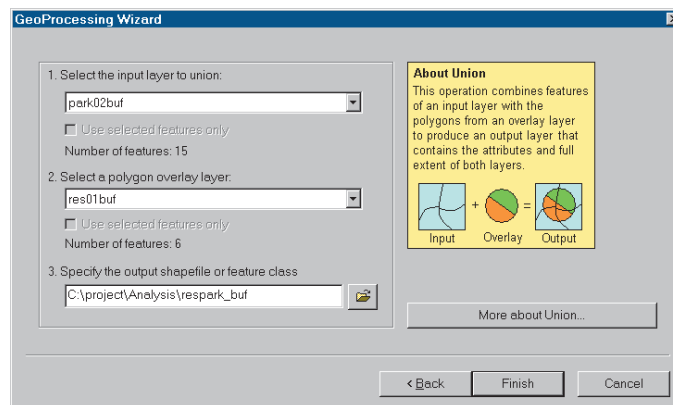 GeoProcessing Wizard
1. Select the input layer to union:
park02buf
Use selected features only
Number of features: 15
2. Select a polygon overlay layer:
res01buf
Use selected features only
Number of features: 6
3. Specify the output shapefile or feature class
C:\project\Analysis\respark_buf
About Union
This operation combines features
of an input layer with the
polygons from an overlay layer
to produce an output layer that
contains the attributes and full
extent of both layers.
+ =
Input Overlay Output
More about Union...
< Back Finish Cancel